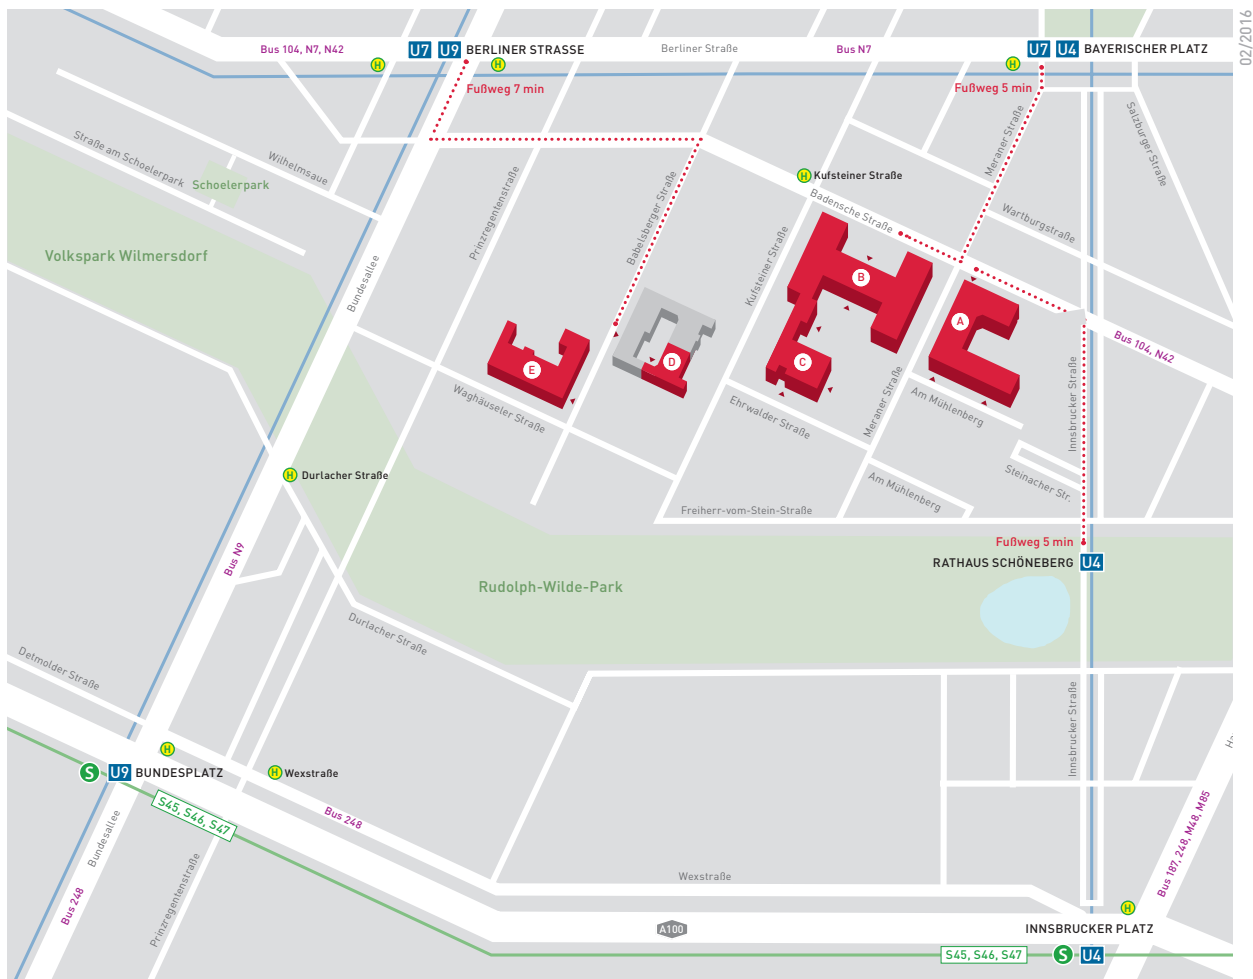 02/2016
Bus 104, N7, N42
U7
U9
BERLINER STRASSE
Berliner Straße
Bus N7
U7
U4
BAYERISCHER PLATZ
H
H
H
Fußweg 7 min
Fußweg 5 min
Straße am Schoelerpark
Wilhelmsaue
Schoelerpark
Meraner Straße
Salzburger Straße
Prinzregentenstraße
Babelsberger Straße
H
Kufsteiner Straße
Badensche Straße
Wartburgstraße
Volkspark Wilmersdorf
Bundesallee
Kufsteiner Straße
B
A
E
D
C
Bus 104, N42
Waghäuseler Straße
Ehrwalder Straße
Meraner Straße
Am Mühlenberg
Innsbrucker Straße
H
Durlacher Straße
Am Mühlenberg
Steinacher Str.
Freiherr-vom-Stein-Straße
Bus N9
Fußweg 5 min
RATHAUS SCHÖNEBERG
U4
Rudolph-Wilde-Park
Durlacher Straße
Detmolder Straße
Innsbrucker Straße
Ha
H
S
U9
BUNDESPLATZ
H
Wexstraße
S45, S46, S47
Bus 248
Bus 187, 248, M48, M85
Bundesallee
Wexstraße
Bus 248
Prinzregentenstraße
H
A100
INNSBRUCKER PLATZ
S45, S46, S47
S
U4